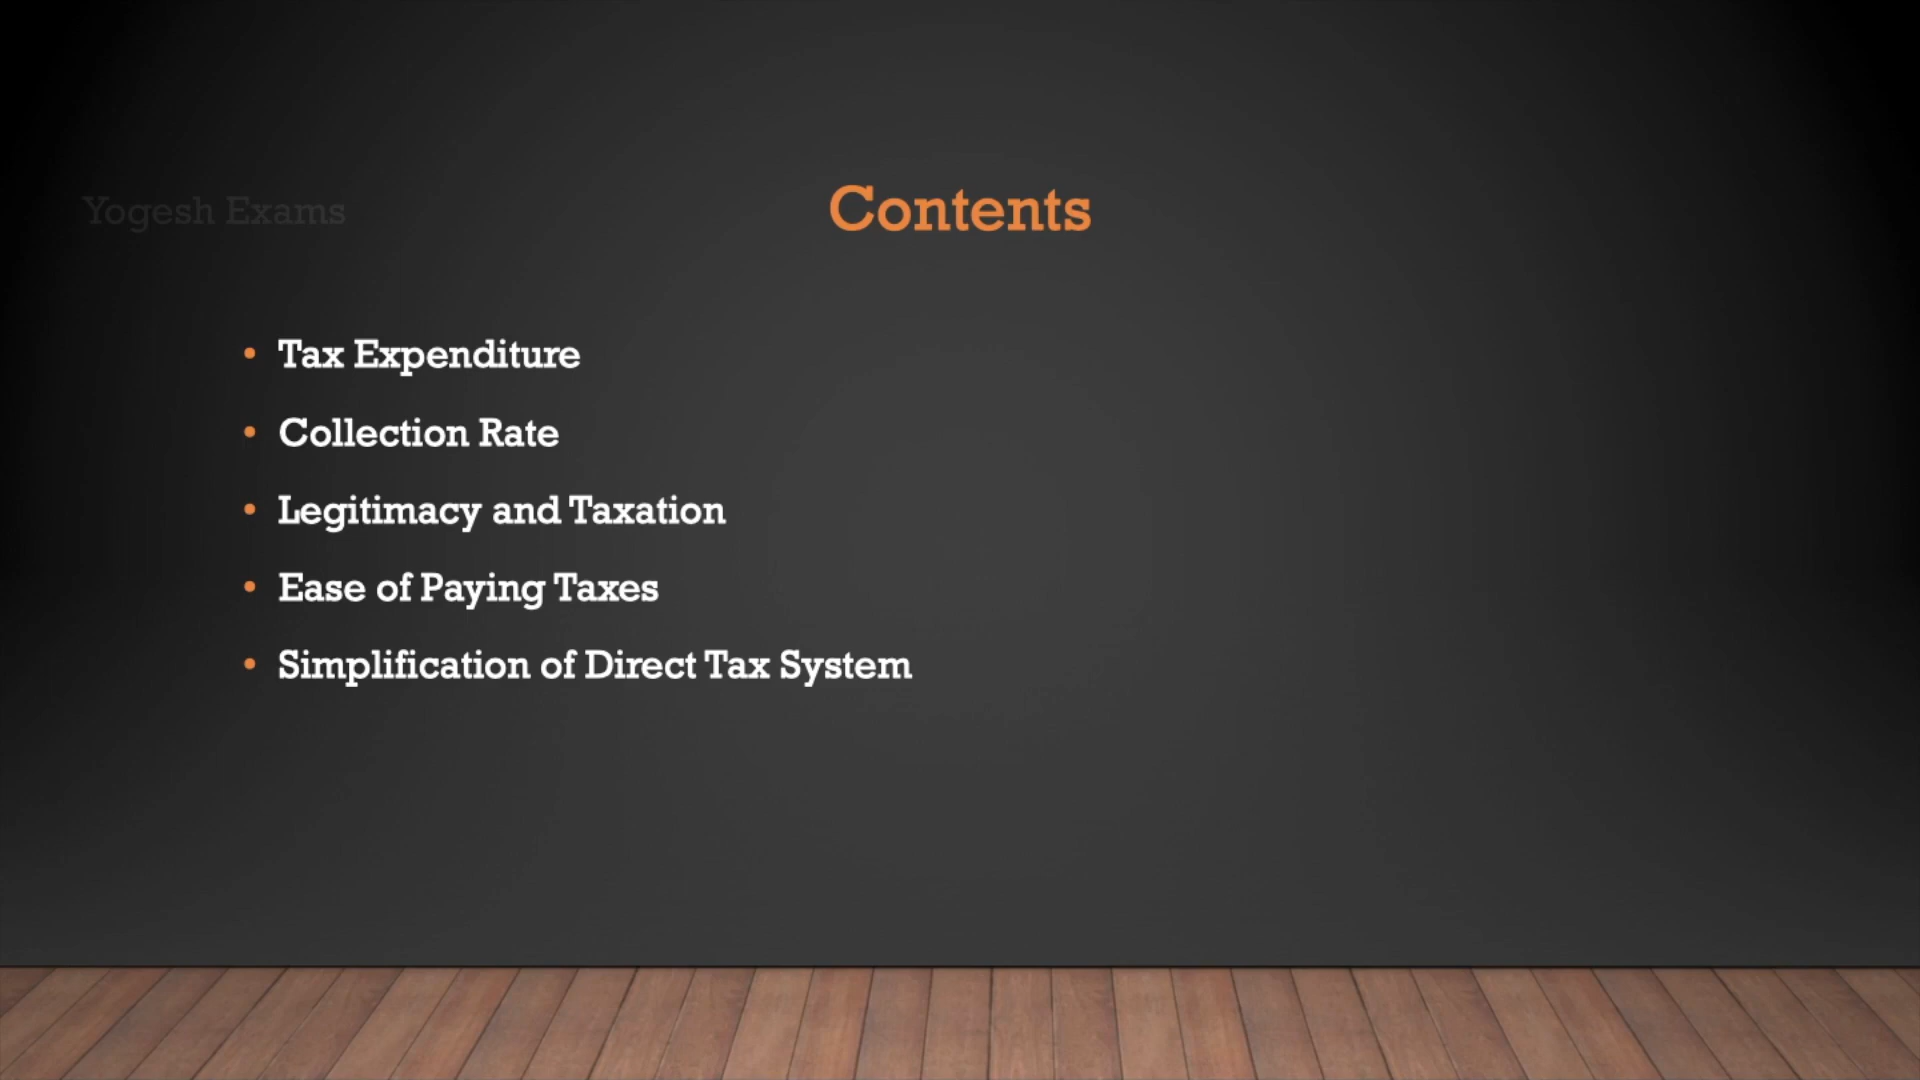 Yogesh Exams
Contents
• Tax Expenditure
• Collection Rate
• Legitimacy and Taxation
• Ease of Paying Taxes
• Simplification of Direct Tax System